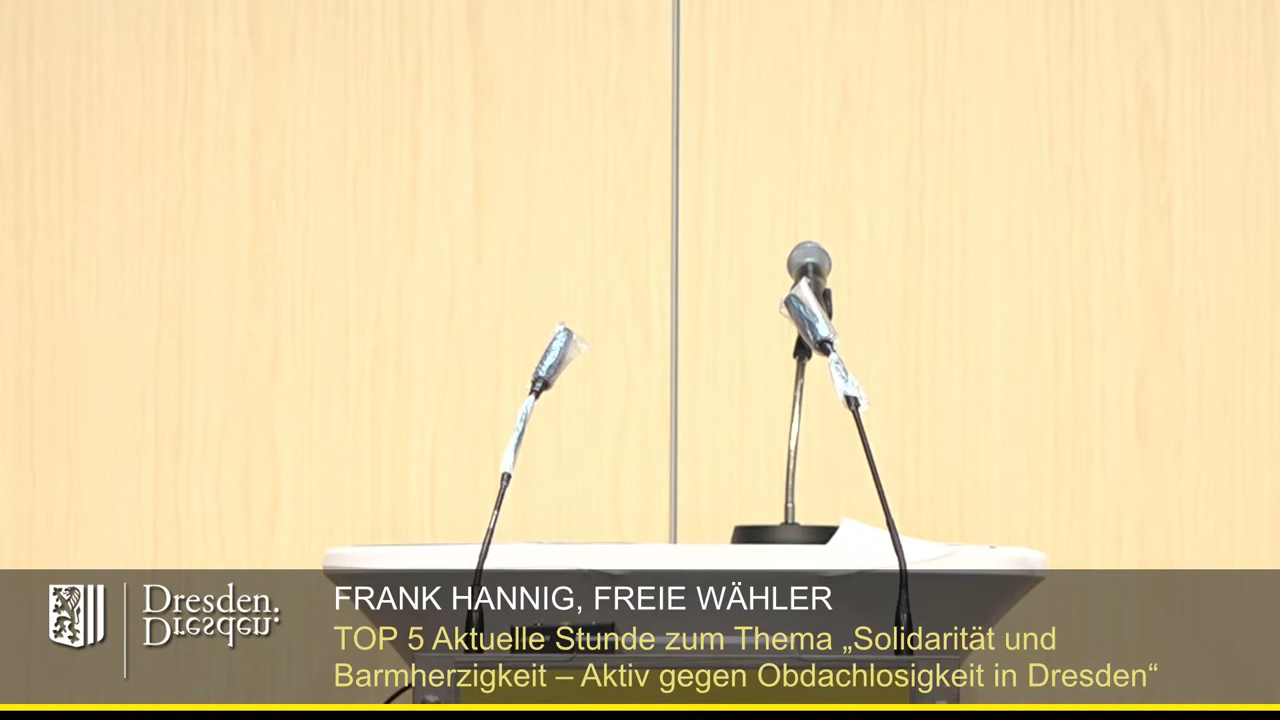 Dresden.
Dresden.
FRANK HANNIG, FREIE WÄHLER
TOP 5 Aktuelle Stunde zum Thema „Solidarität und
Barmherzigkeit – Aktiv gegen Obdachlosigkeit in Dresden“